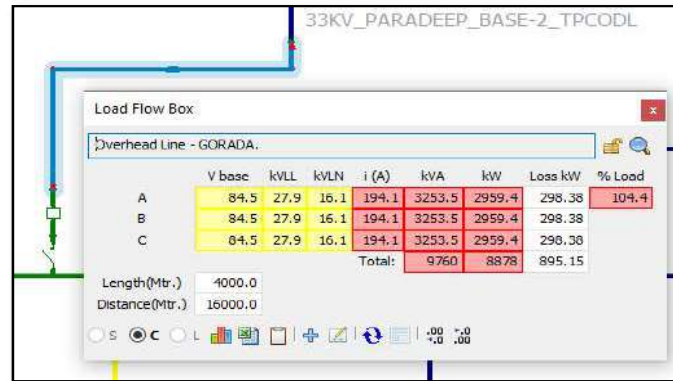 33KV_PARADEEP_BASE-2_TPCODL
Load Flow Box
x
Overhead Line - GORADA.
V base kVLL kVLN i (A) kVA kW Loss kW % Load
A 84.5 27.9 16.1 194.1 3253.5 2959.4 298.38 104.4
B 84.5 27.9 16.1 194.1 3253.5 2959.4 298.38
C 84.5 27.9 16.1 194.1 3253.5 2959.4 298.38
Total: 9760 8878 895.15
Length(Mtr.) 4000.0
Distance(Mtr.) 16000.0
S C L